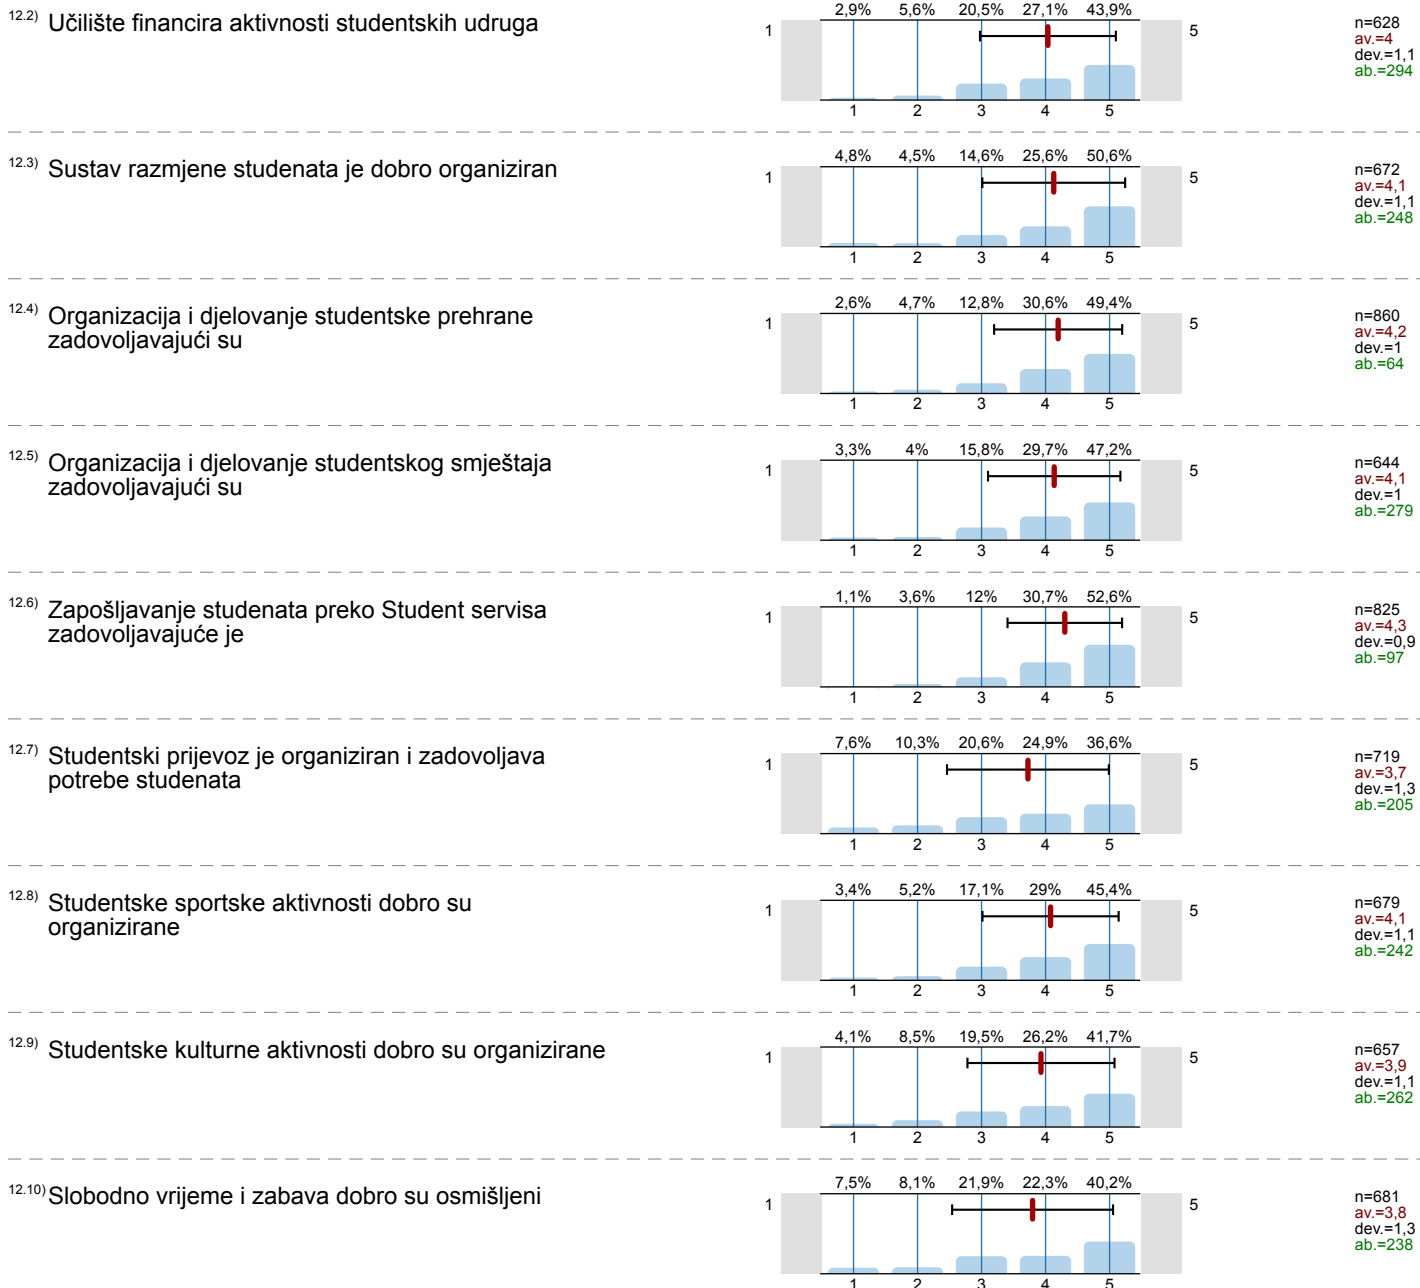 12.2) Učilište financira aktivnosti studentskih udruga
2,9% 5,6% 20,5% 27,1% 43,9%
1 5
1 2 3 4 5
n=628
av.=4
dev.=1,1
ab.=294
12.3) Sustav razmjene studenata je dobro organiziran
4,8% 4,5% 14,6% 25,6% 50,6%
1 5
1 2 3 4 5
n=672
av.=4,1
dev.=1,1
ab.=248
12.4) Organizacija i djelovanje studentske prehrane
zadovoljavajući su
2,6% 4,7% 12,8% 30,6% 49,4%
1 5
1 2 3 4 5
n=860
av.=4,2
dev.=1
ab.=64
12.5) Organizacija i djelovanje studentskog smještaja
zadovoljavajući su
3,3% 4% 15,8% 29,7% 47,2%
1 5
1 2 3 4 5
n=644
av.=4,1
dev.=1
ab.=279
12.6) Zapošljavanje studenata preko Student servisa
zadovoljavajuće je
1,1% 3,6% 12% 30,7% 52,6%
1 5
1 2 3 4 5
n=825
av.=4,3
dev.=0,9
ab.=97
12.7) Studentski prijevoz je organiziran i zadovoljava
potrebe studenata
7,6% 10,3% 20,6% 24,9% 36,6%
1 5
1 2 3 4 5
n=719
av.=3,7
dev.=1,3
ab.=205
12.8) Studentske sportske aktivnosti dobro su
organizirane
3,4% 5,2% 17,1% 29% 45,4%
1 5
1 2 3 4 5
n=679
av.=4,1
dev.=1,1
ab.=242
12.9) Studentske kulturne aktivnosti dobro su organizirane
4,1% 8,5% 19,5% 26,2% 41,7%
1 5
1 2 3 4 5
n=657
av.=3,9
dev.=1,1
ab.=262
12.10) Slobodno vrijeme i zabava dobro su osmišljeni
7,5% 8,1% 21,9% 22,3% 40,2%
1 5
1 2 3 4 5
n=681
av.=3,8
dev.=1,3
ab.=238